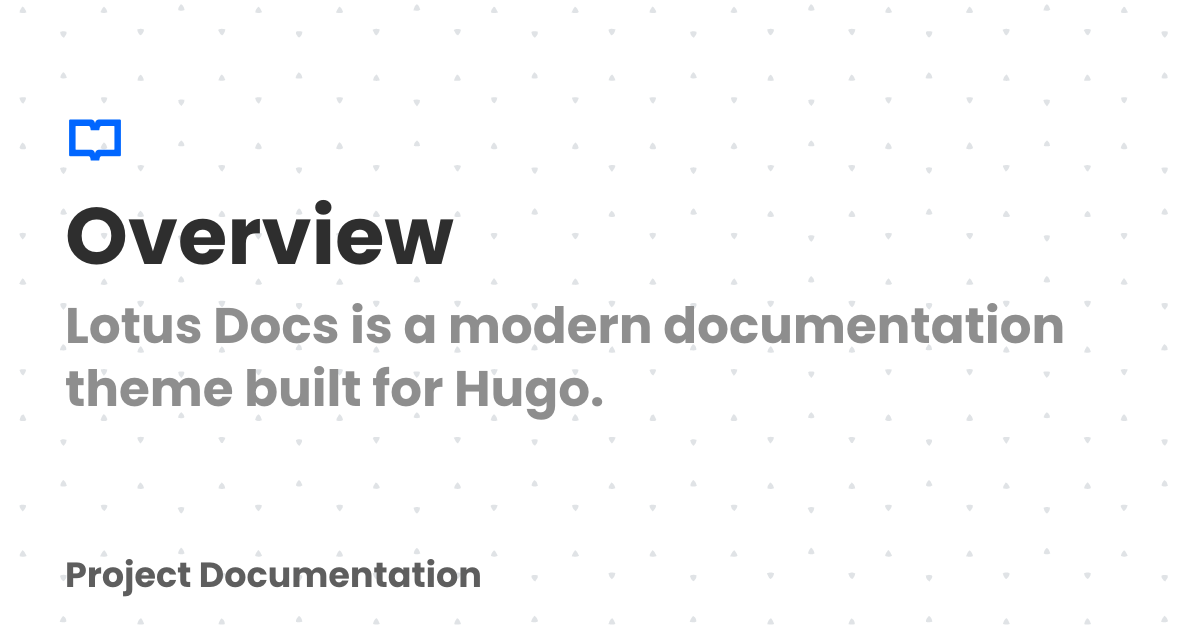 Overview
Lotus Docs is a modern documentation
theme built for Hugo.
Project Documentation